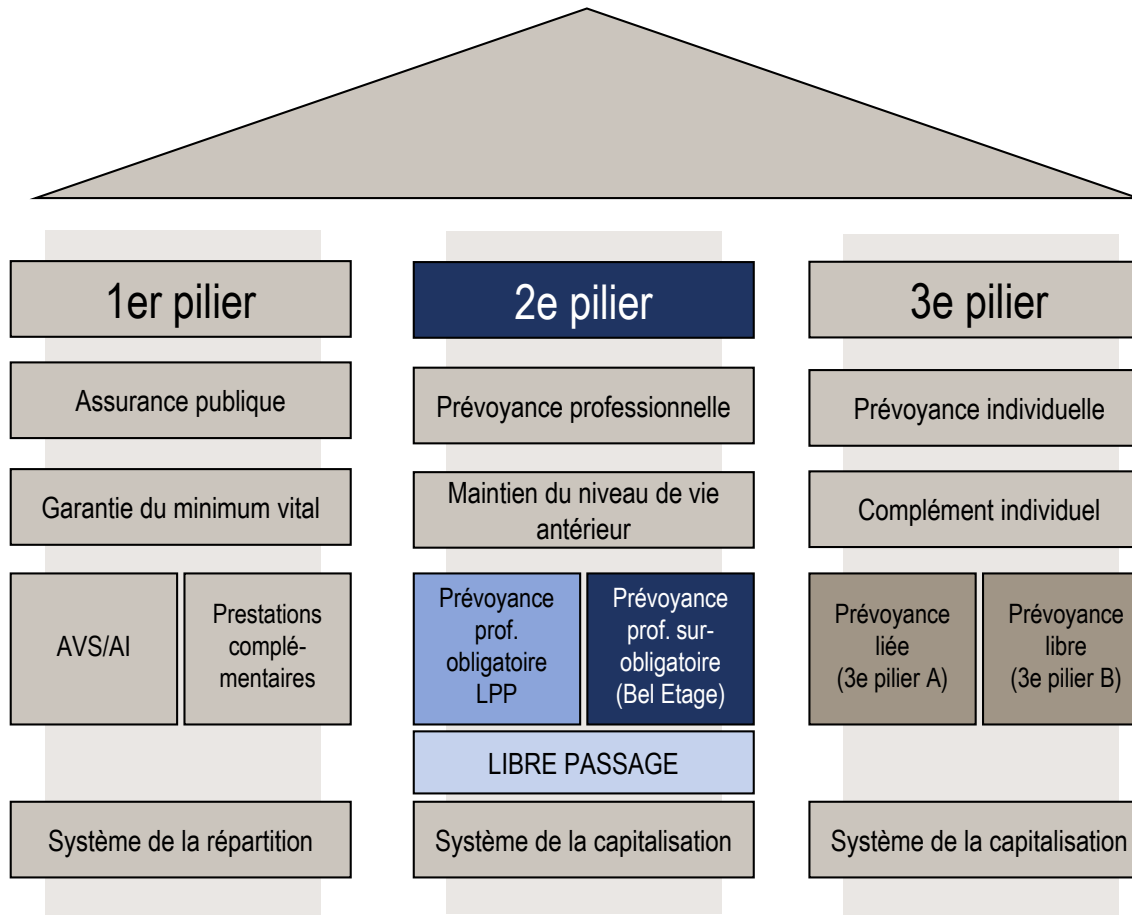 1er pilier
2e pilier
3e pilier
Assurance publique
Prévoyance professionnelle
Prévoyance individuelle
Garantie du minimum vital
Maintien du niveau de vie
antérieur
Complément individuel
AVS/AI
Prestations
complé-
mentaires
Prévoyance
prof.
obligatoire
LPP
Prévoyance
prof. sur-
obligatoire
(Bel Etage)
Prévoyance
liée
(3e pilier A)
Prévoyance
libre
(3e pilier B)
LIBRE PASSAGE
Système de la répartition
Système de la capitalisation
Système de la capitalisation